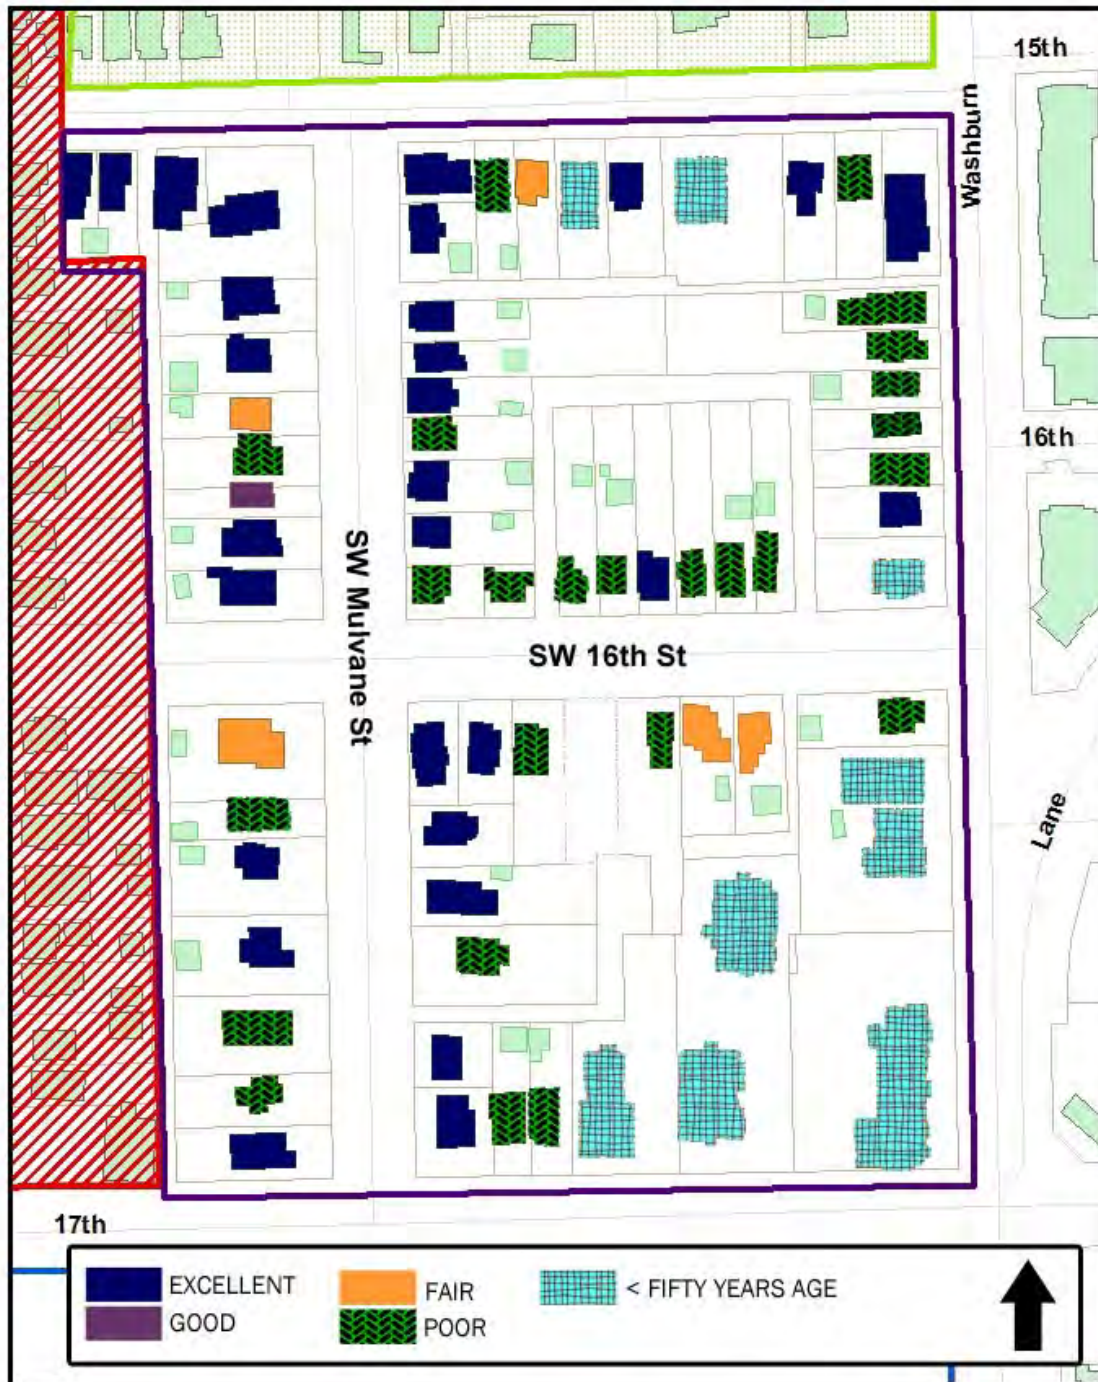 15th
Washburn
16th
SW Mulvane St
SW 16th St
Lane
17th
EXCELLENT
GOOD
FAIR
POOR
< FIFTY YEARS AGE